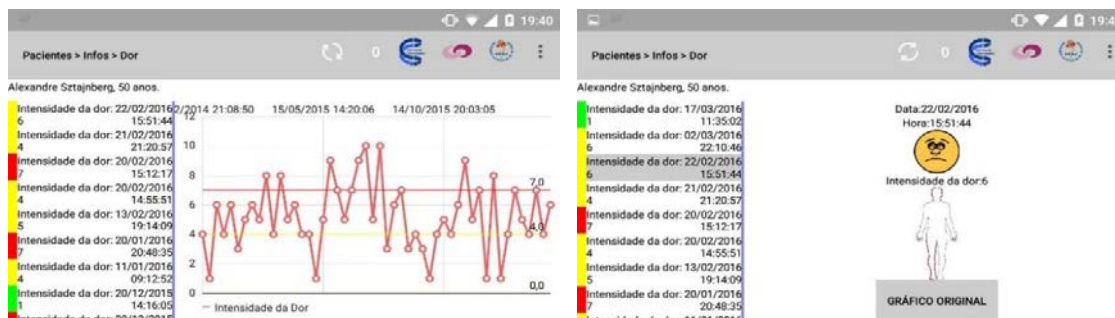 19:40
Pacientes > Infos > Dor
0
Alexandre Sztajnberg, 50 anos.
Intensidade da dor: 22/02/2016
6 15:51:44
Intensidade da dor: 21/02/2016
4 21:20:57
Intensidade da dor: 20/02/2016
7 15:12:17
Intensidade da dor: 20/02/2016
4 14:55:51
Intensidade da dor: 13/02/2016
5 19:14:09
Intensidade da dor: 20/01/2016
7 20:48:35
Intensidade da dor: 11/01/2016
4 09:12:52
Intensidade da dor: 20/12/2015
1 14:16:05
2/2014 21:08:50 15/05/2015 14:20:06 14/10/2015 20:03:05
12
10
8
6
4
2
0
7,0
4,0
0,0
Intensidade da Dor
19:4
Pacientes > Infos > Dor
0
Alexandre Sztajnberg, 50 anos.
Intensidade da dor: 17/03/2016
1 11:35:02
Intensidade da dor: 02/03/2016
6 22:10:46
Intensidade da dor: 22/02/2016
6 15:51:44
Intensidade da dor: 21/02/2016
4 21:20:57
Intensidade da dor: 20/02/2016
7 15:12:17
Intensidade da dor: 20/02/2016
4 14:55:51
Intensidade da dor: 13/02/2016
5 19:14:09
Intensidade da dor: 20/01/2016
7 20:48:35
Data:22/02/2016
Hora:15:51:44
Intensidade da dor:6
GRÁFICO ORIGINAL